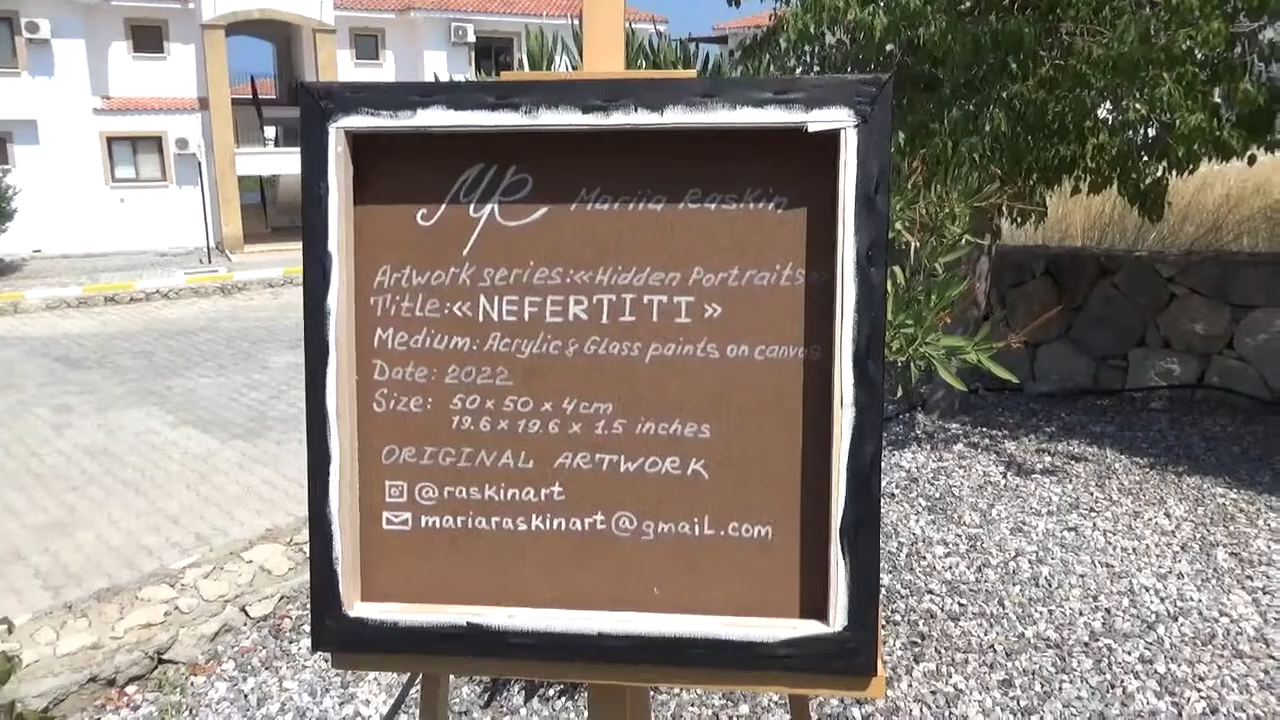 MR Mariia Raskin
Artwork series:«Hidden Portraits»
Title:«NEFERTITI»
Medium: Acrylic & Glass paints on canvas
Date: 2022
Size: 50 x 50 x 4cm
19.6 x 19.6 x 1.5 inches
ORIGINAL ARTWORK
@raskinart
mariaraskinart@gmail.com